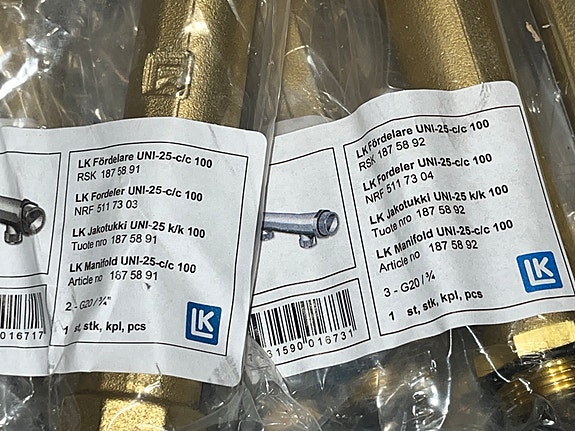 LK Fördelare UNI-25-c/c 100
RSK 187 58 91
LK Fordeler UNI-25-c/c 100
NRF 511 73 03
LK Jakotukki UNI-25 k/k 100
Tuote nro 187 58 91
LK Manifold UNI-25-c/c 100
Article no 187 58 91
2 - G20 / ¾"
1 st, stk, kpl, pcs
LK
016717
LK Fördelare UNI-25-c/c 100
RSK 187 58 92
LK Fordeler UNI-25-c/c 100
NRF 511 73 04
LK Jakotukki UNI-25 k/k 100
Tuote nro 187 58 92
LK Manifold UNI-25-c/c 100
Article no 187 58 92
3 - G20 / ¾
1 st, stk, kpl, pcs
LK
31590 016731